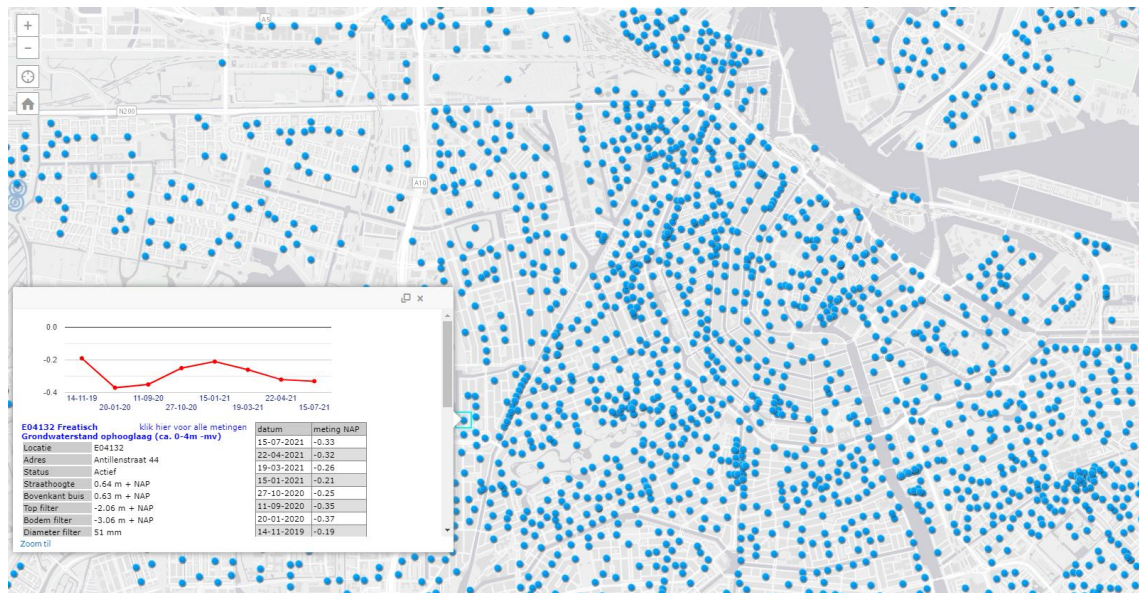 +
−
A5
N200
A10
0.0
-0.2
-0.4
14-11-19 11-09-20 15-01-21 22-04-21
20-01-20 27-10-20 19-03-21 15-07-21
E04132 Freatisch klik hier voor alle metingen
Grondwaterstand ophooglaag (ca. 0-4m -mv)
Locatie E04132
Adres Antillenstraat 44
Status Actief
Straathoogte 0.64 m + NAP
Bovenkant buis 0.63 m + NAP
Top filter -2.06 m + NAP
Bodem filter -3.06 m + NAP
Diameter filter 51 mm
datum meting NAP
15-07-2021 -0.33
22-04-2021 -0.32
19-03-2021 -0.26
15-01-2021 -0.21
27-10-2020 -0.25
11-09-2020 -0.35
20-01-2020 -0.37
14-11-2019 -0.19
Zoom til